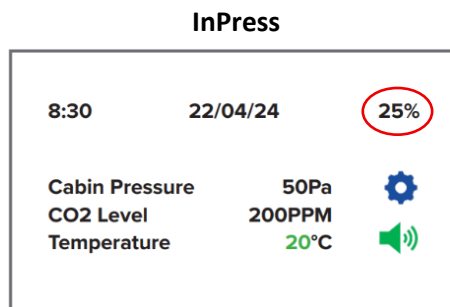 InPress
8:30 22/04/24 25%
Cabin Pressure 50Pa
CO2 Level 200PPM
Temperature 20°C